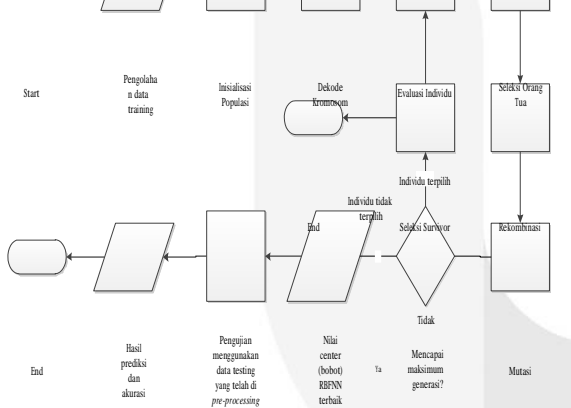 Start
Pengolaha
n data
training
Inisialisasi
Populasi
Dekode
Kromosom
Evaluasi Individu
Seleksi Orang
Tua
Individu terpilih
Individu tidak
terpilih
End
Seleksi Survivor
Rekombinasi
Tidak
End
Hasil
prediksi
dan
akurasi
Pengujian
menggunakan
data testing
yang telah di
pre-processing
Nilai
center
(bobot)
RBFNN
terbaik
Ya
Mencapai
maksimum
generasi?
Mutasi